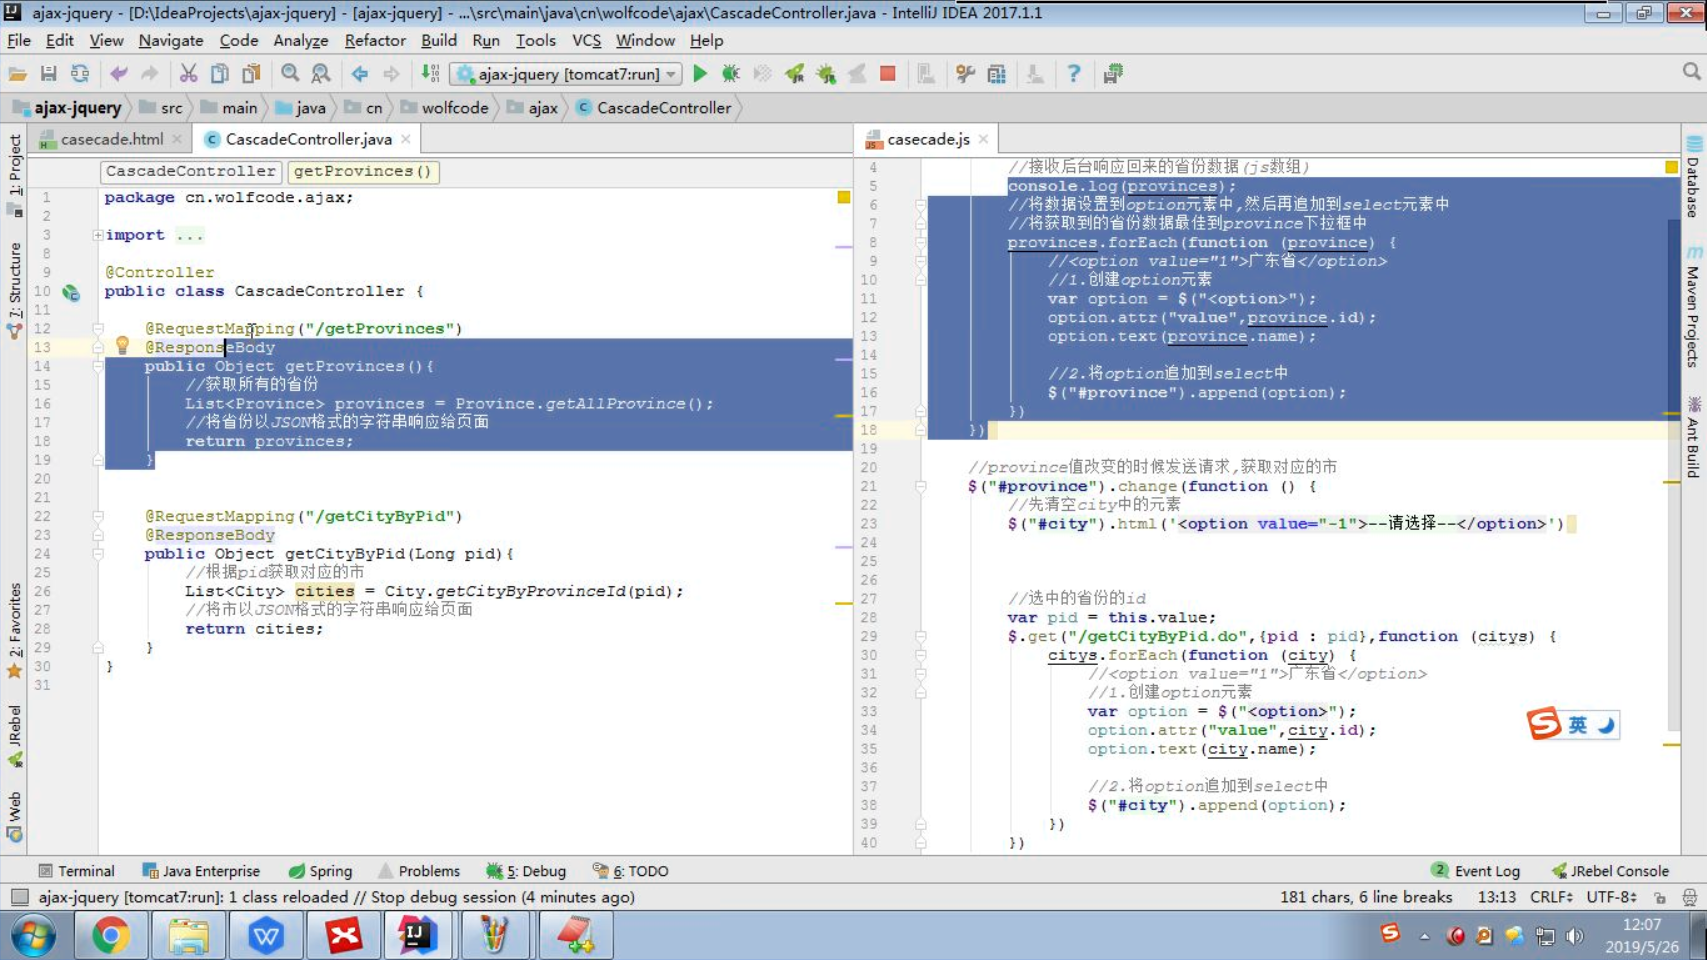 ajax-jquery [D:\IdeaProjects\ajax-jquery] - [ajax-jquery] - ...\src\main\java\cn\wolfcode\ajax\CascadeController.java - IntelliJ IDEA 2017.1.1
File Edit View Navigate Code Analyze Refactor Build Run Tools VCS Window Help
ajax-jquery [tomcat7:run]
ajax-jquery src main java cn wolfcode ajax CascadeController
casecade.html CascadeController.java
CascadeController getProvinces()
1 package cn.wolfcode.ajax;
2
3 import ...
8
9 @Controller
10 public class CascadeController {
11
12 @RequestMapping("/getProvinces")
13 @ResponseBody
14 public Object getProvinces(){
15 //获取所有的省份
16 List<Province> provinces = Province.getAllProvince();
17 //将省份以JSON格式的字符串响应给页面
18 return provinces;
19 }
20
21
22 @RequestMapping("/getCityByPid")
23 @ResponseBody
24 public Object getCityByPid(Long pid){
25 //根据pid获取对应的市
26 List<City> cities = City.getCityByProvinceId(pid);
27 //将市以JSON格式的字符串响应给页面
28 return cities;
29 }
30 }
31
casecade.js
4 //接收后台响应回来的省份数据(js数组)
5 console.log(provinces);
6 //将数据设置到option元素中,然后再追加到select元素中
7 //将获取到的省份数据最佳到province下拉框中
8 provinces.forEach(function (province) {
9 //<option value="1">广东省</option>
10 //1.创建option元素
11 var option = $("<option>");
12 option.attr("value",province.id);
13 option.text(province.name);
14
15 //2.将option追加到select中
16 $("#province").append(option);
17 })
18 })
19
20 //province值改变的时候发送请求,获取对应的市
21 $("#province").change(function () {
22 //先清空city中的元素
23 $("#city").html('<option value="-1">--请选择--</option>')
24
25
26
27 //选中的省份的id
28 var pid = this.value;
29 $.get("/getCityByPid.do",{pid : pid},function (citys) {
30 citys.forEach(function (city) {
31 //<option value="1">广东省</option>
32 //1.创建option元素
33 var option = $("<option>");
34 option.attr("value",city.id);
35 option.text(city.name);
36
37 //2.将option追加到select中
38 $("#city").append(option);
39 })
40 })
1: Project
7: Structure
2: Favorites
JRebel
Web
Database
Maven Projects
Ant Build
英
Terminal Java Enterprise Spring Problems 5: Debug 6: TODO 2 Event Log JRebel Console
ajax-jquery [tomcat7:run]: 1 class reloaded // Stop debug session (4 minutes ago) 181 chars, 6 line breaks 13:13 CRLF UTF-8
12:07
2019/5/26